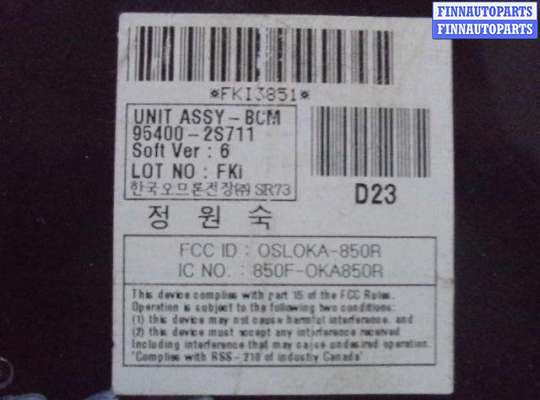 FINNAUTOPARTS
FINNAUTOPARTS
*FKI3851*
UNIT ASSY-BCM
95400-2S711
Soft Ver : 6
LOT NO : FKi
한국오므론전장㈜ SR73
D23
정 원 숙
FCC ID : OSLOKA-850R
IC NO. : 850F-OKA850R
This device complies with part 15 of the FCC Rules.
Operation is subject to the following two conditions:
(1) this device may not cause harmful interference, and
(2) this device must accept any interference received
Including interference that may cause undesired operation.
'Complies with RSS-210 of industry Canada'